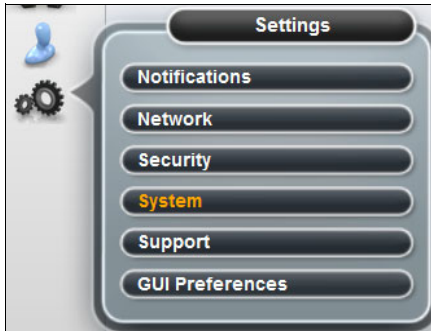 Settings
Notifications
Network
Security
System
Support
GUI Preferences